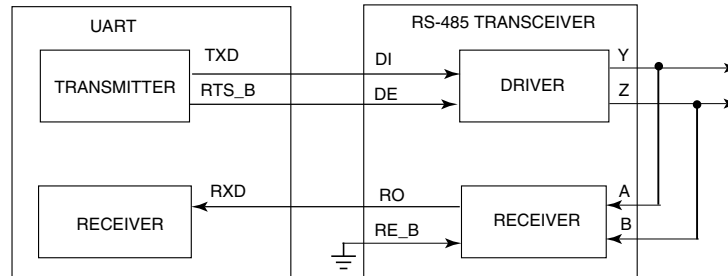 UART
RS-485 TRANSCEIVER
TXD
DI
Y
TRANSMITTER
DRIVER
RTS_B
DE
Z
RXD
RO
A
RECEIVER
RECEIVER
RE_B
B